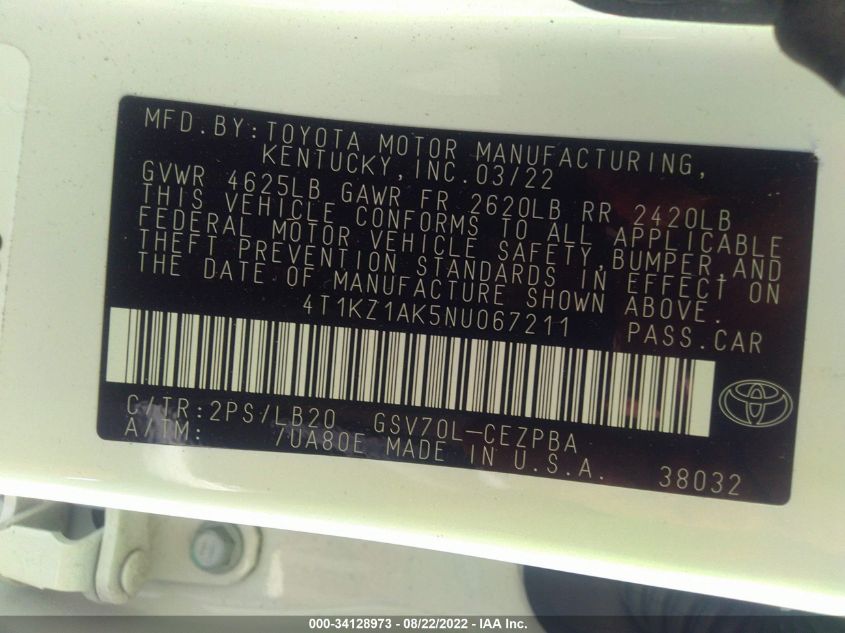 MFD.BY:TOYOTA MOTOR MANUFACTURING,
KENTUCKY,INC.03/22
GVWR 4625LB GAWR FR 2620LB RR 2420LB
THIS VEHICLE CONFORMS TO ALL APPLICABLE
FEDERAL MOTOR VEHICLE SAFETY,BUMPER,AND
THEFT PREVENTION STANDARDS IN EFFECT ON
THE DATE OF MANUFACTURE SHOWN ABOVE.
4T1KZ1AK5NU067211 PASS.CAR
C/TR:2PS/LB20 GSV70L-CEZPBA
A/TM: /UA80E MADE IN U.S.A. 38032
000-34128973 - 08/22/2022 - IAA Inc.